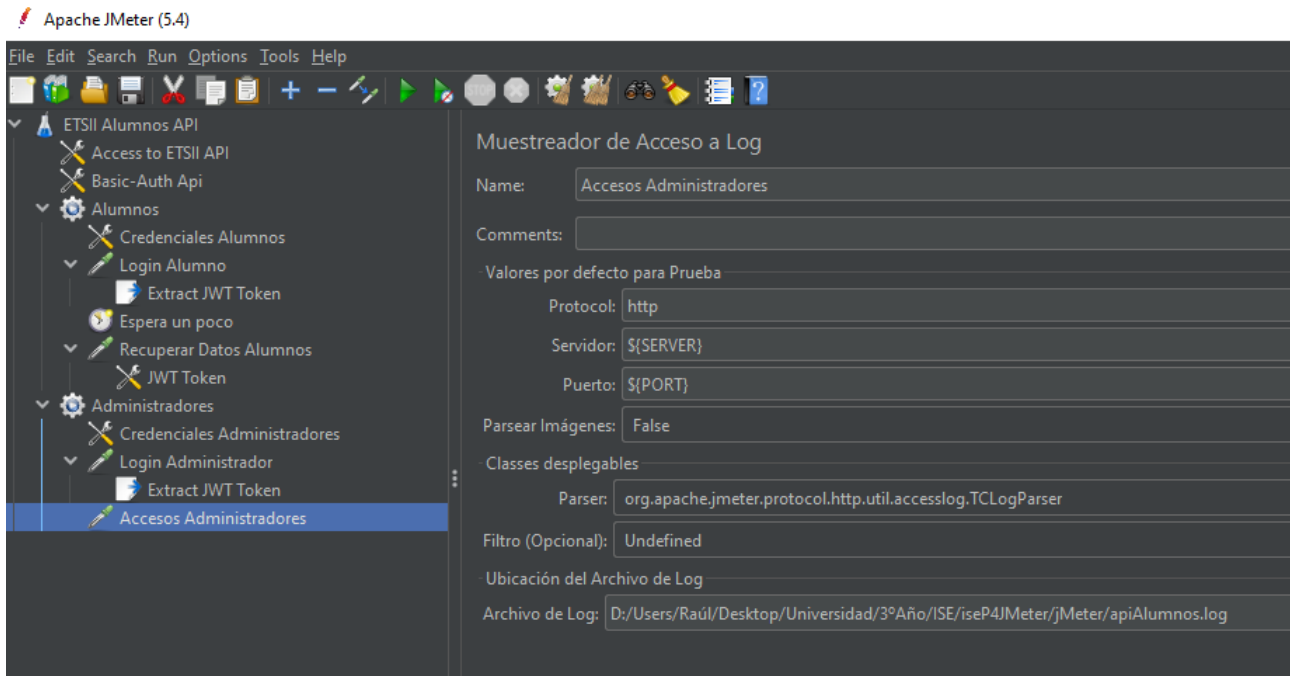 Apache JMeter (5.4)
File Edit Search Run Options Tools Help
STOP
ETSII Alumnos API
Access to ETSII API
Basic-Auth Api
Alumnos
Credenciales Alumnos
Login Alumno
Extract JWT Token
Espera un poco
Recuperar Datos Alumnos
JWT Token
Administradores
Credenciales Administradores
Login Administrador
Extract JWT Token
Accesos Administradores
Muestreador de Acceso a Log
Name: Accesos Administradores
Comments:
Valores por defecto para Prueba
Protocol: http
Servidor: ${SERVER}
Puerto: ${PORT}
Parsear Imágenes: False
Classes desplegables
Parser: org.apache.jmeter.protocol.http.util.accesslog.TCLogParser
Filtro (Opcional): Undefined
Ubicación del Archivo de Log
Archivo de Log: D:/Users/Raúl/Desktop/Universidad/3ºAño/ISE/iseP4JMeter/jMeter/apiAlumnos.log